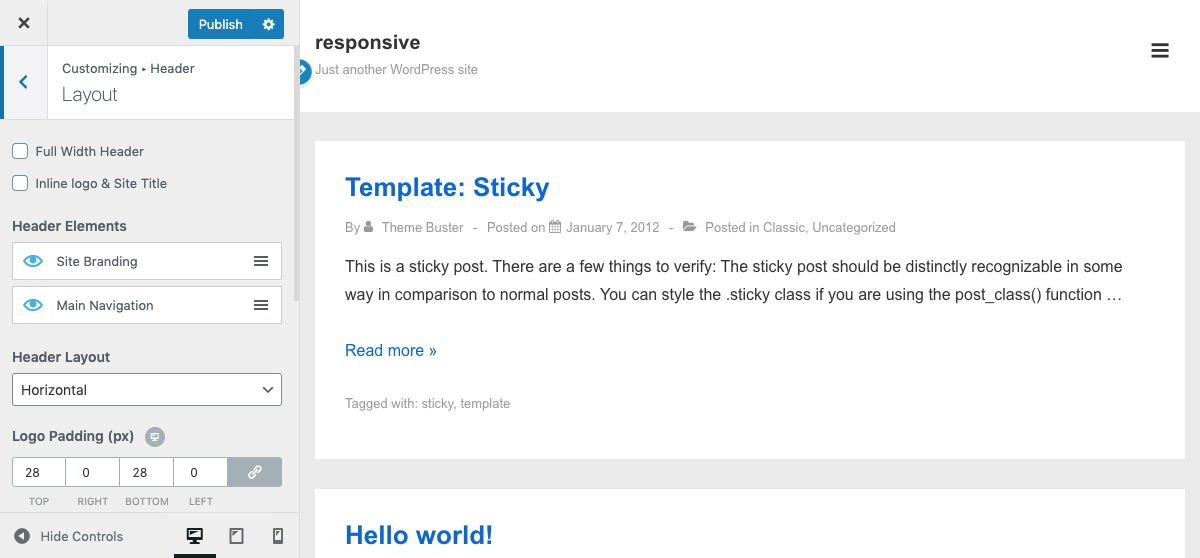 Publish
Customizing ▸ Header
Layout
Full Width Header
Inline logo & Site Title
Header Elements
Site Branding
Main Navigation
Header Layout
Horizontal
Logo Padding (px)
28 0 28 0
TOP RIGHT BOTTOM LEFT
Hide Controls
responsive
Just another WordPress site
Template: Sticky
By Theme Buster - Posted on January 7, 2012 - Posted in Classic, Uncategorized
This is a sticky post. There are a few things to verify: The sticky post should be distinctly recognizable in some
way in comparison to normal posts. You can style the .sticky class if you are using the post_class() function …
Read more »
Tagged with: sticky, template
Hello world!